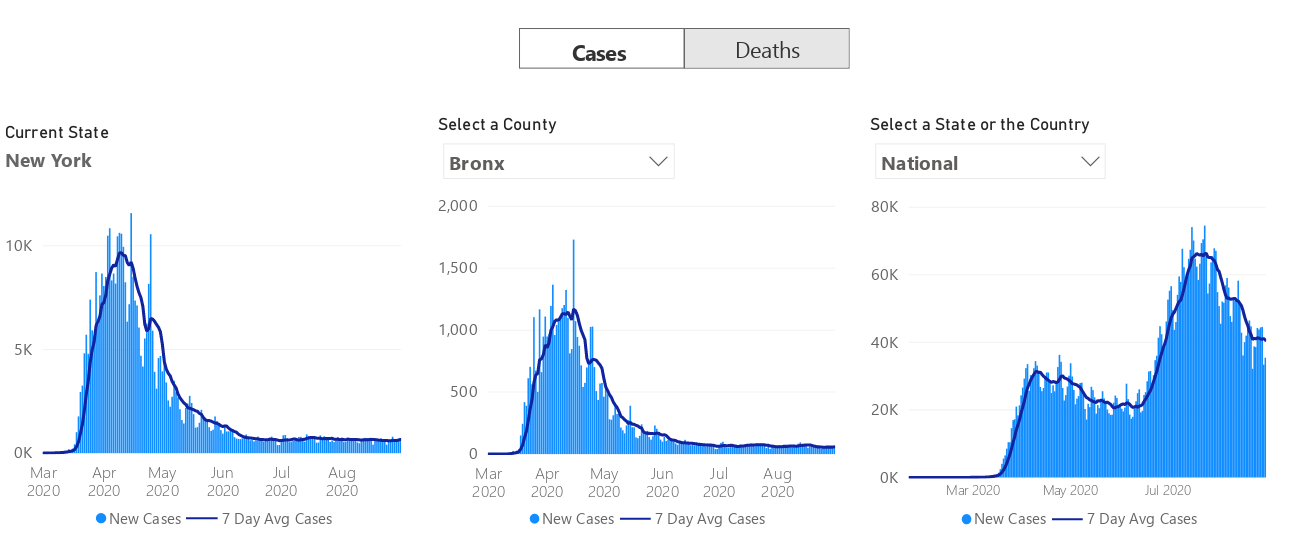 Cases
Deaths
Current State
New York
10K
5K
0K
Mar Apr May Jun Jul Aug
2020 2020 2020 2020 2020 2020
New Cases 7 Day Avg Cases
Select a County
Bronx
2,000
1,500
1,000
500
0
Mar Apr May Jun Jul Aug
2020 2020 2020 2020 2020 2020
New Cases 7 Day Avg Cases
Select a State or the Country
National
80K
60K
40K
20K
0K
Mar 2020 May 2020 Jul 2020
New Cases 7 Day Avg Cases